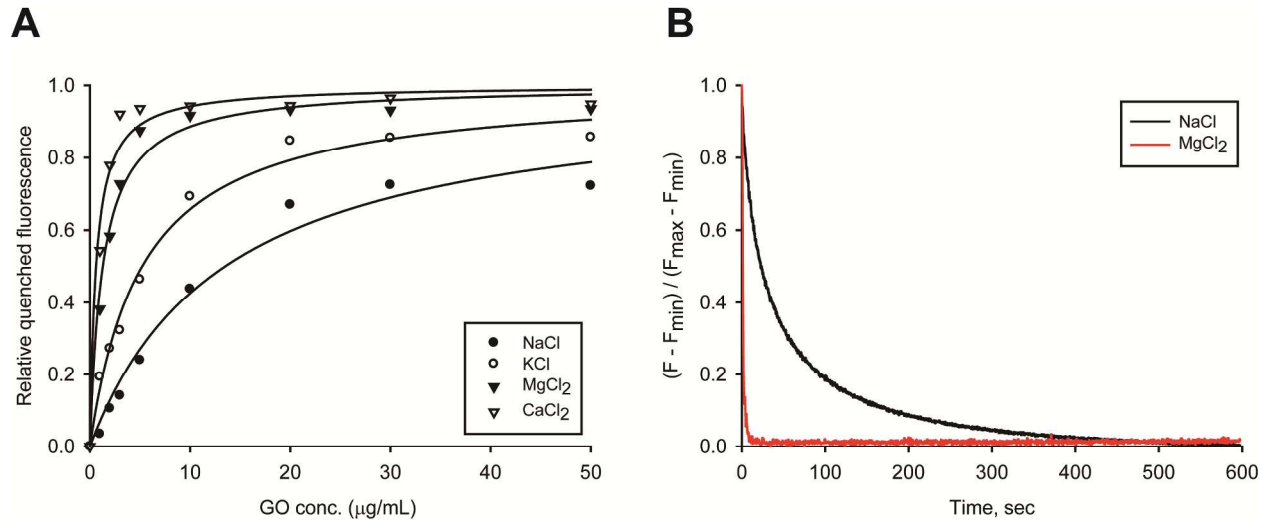 A
Relative quenched fluorescence
1.0
0.8
0.6
0.4
0.2
0.0
0
10
20
30
40
50
GO conc. (μg/mL)
NaCl
KCl
MgCl2
CaCl2
B
(F - Fmin) / (Fmax - Fmin)
1.0
0.8
0.6
0.4
0.2
0.0
0
100
200
300
400
500
600
Time, sec
NaCl
MgCl2